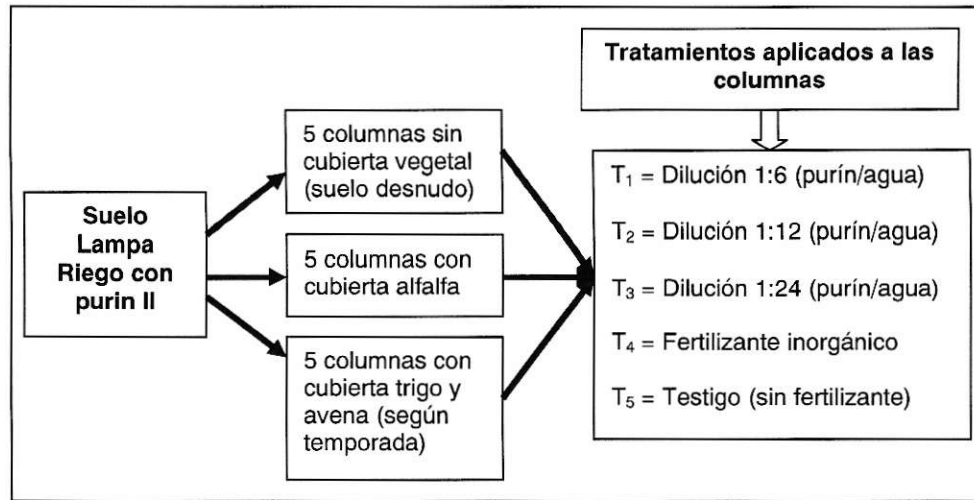 Tratamientos aplicados a las
columnas
Suelo
Lampa
Riego con
purin II
5 columnas sin
cubierta vegetal
(suelo desnudo)
5 columnas con
cubierta alfalfa
5 columnas con
cubierta trigo y
avena (según
temporada)
T₁ = Dilución 1:6 (purín/agua)
T₂ = Dilución 1:12 (purín/agua)
T₃ = Dilución 1:24 (purín/agua)
T₄ = Fertilizante inorgánico
T₅ = Testigo (sin fertilizante)